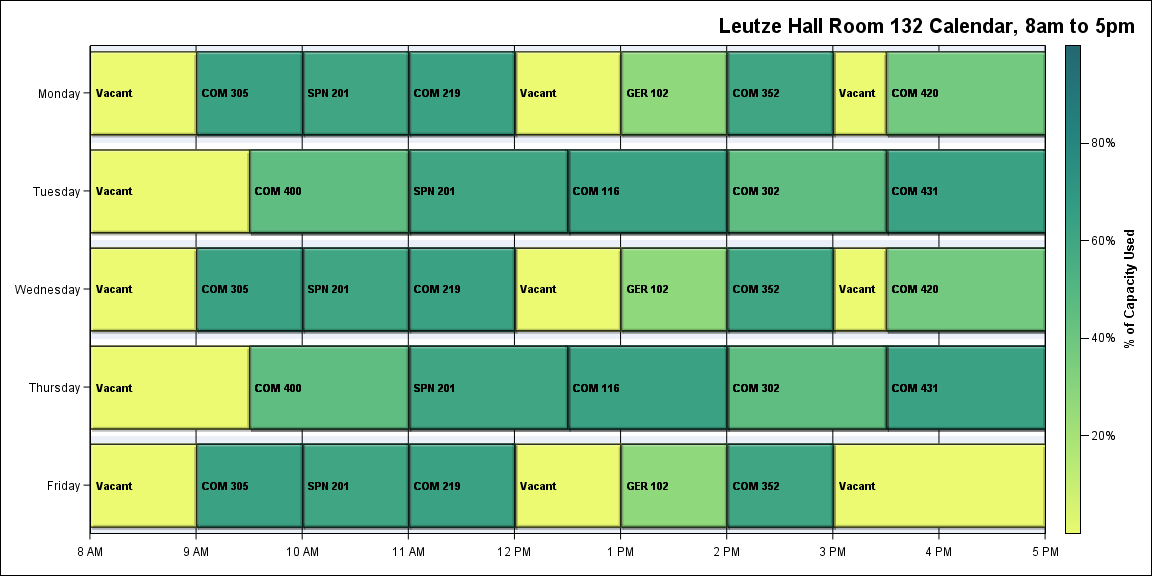 Leutze Hall Room 132 Calendar, 8am to 5pm
Monday
Vacant
COM 305
SPN 201
COM 219
Vacant
GER 102
COM 352
Vacant
COM 420
Tuesday
Vacant
COM 400
SPN 201
COM 116
COM 302
COM 431
Wednesday
Vacant
COM 305
SPN 201
COM 219
Vacant
GER 102
COM 352
Vacant
COM 420
Thursday
Vacant
COM 400
SPN 201
COM 116
COM 302
COM 431
Friday
Vacant
COM 305
SPN 201
COM 219
Vacant
GER 102
COM 352
Vacant
8 AM
9 AM
10 AM
11 AM
12 PM
1 PM
2 PM
3 PM
4 PM
5 PM
80%
60%
40%
20%
% of Capacity Used